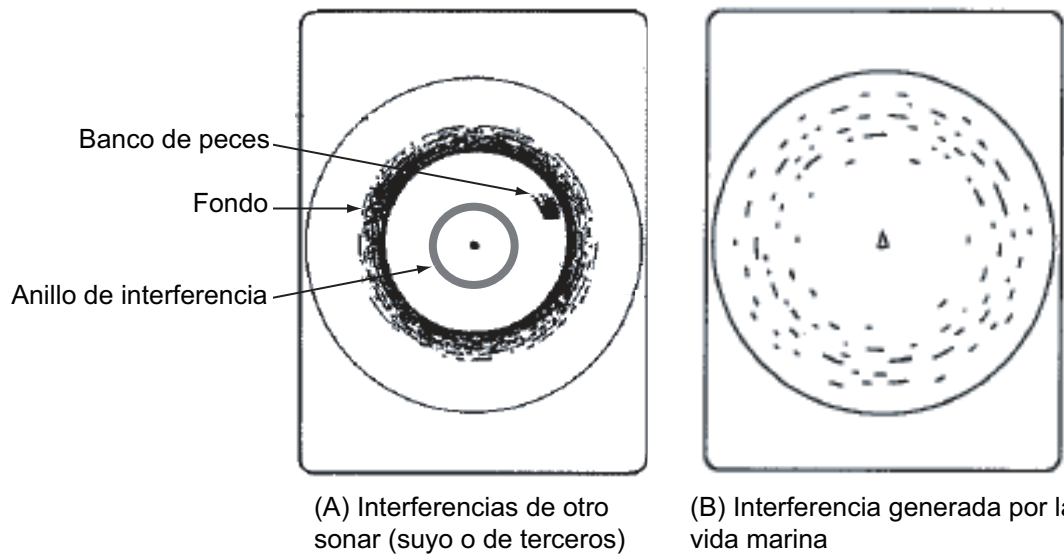 Banco de peces
Fondo
Anillo de interferencia
(A) Interferencias de otro
sonar (suyo o de terceros)
(B) Interferencia generada por la
vida marina